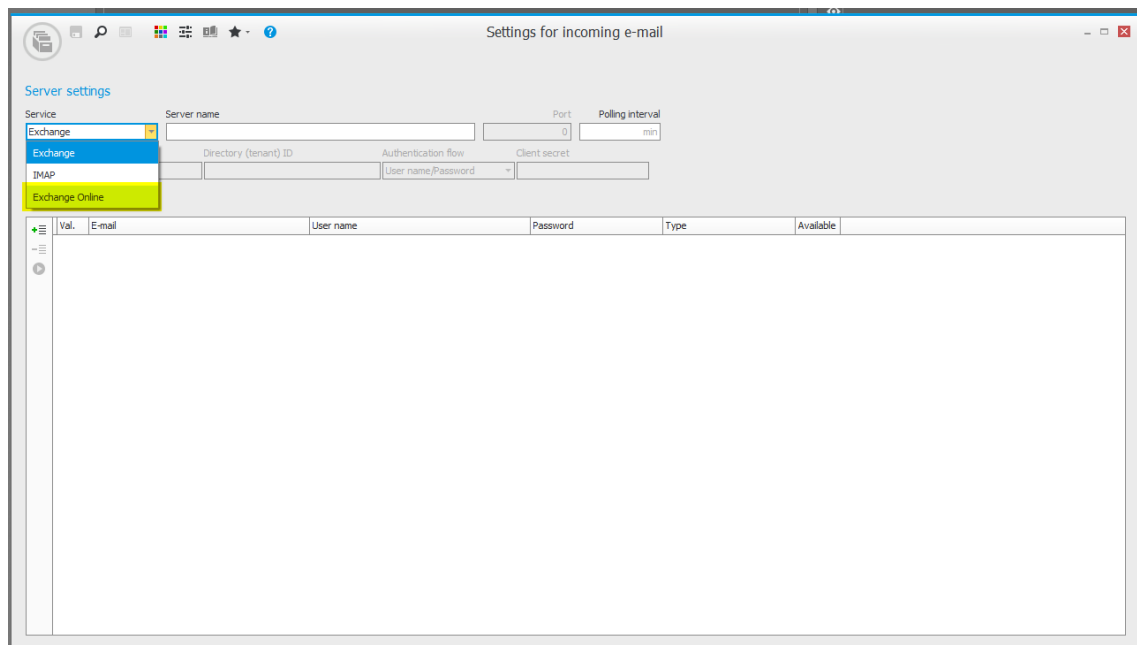 Settings for incoming e-mail
Server settings
Service Server name Port Polling interval
Exchange 0 min
Exchange Directory (tenant) ID Authentication flow Client secret
IMAP User name/Password
Exchange Online
Val. E-mail User name Password Type Available